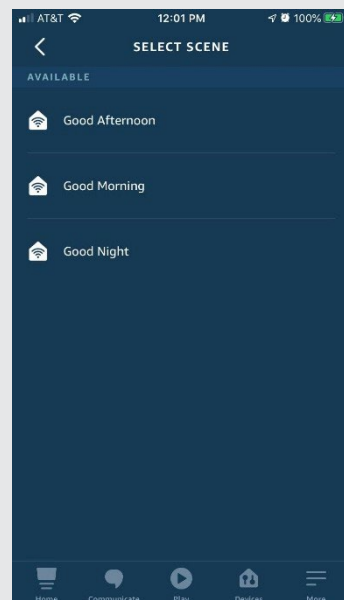 AT&T 12:01 PM 100%
SELECT SCENE
AVAILABLE
Good Afternoon
Good Morning
Good Night
Home Communicate Play Devices More